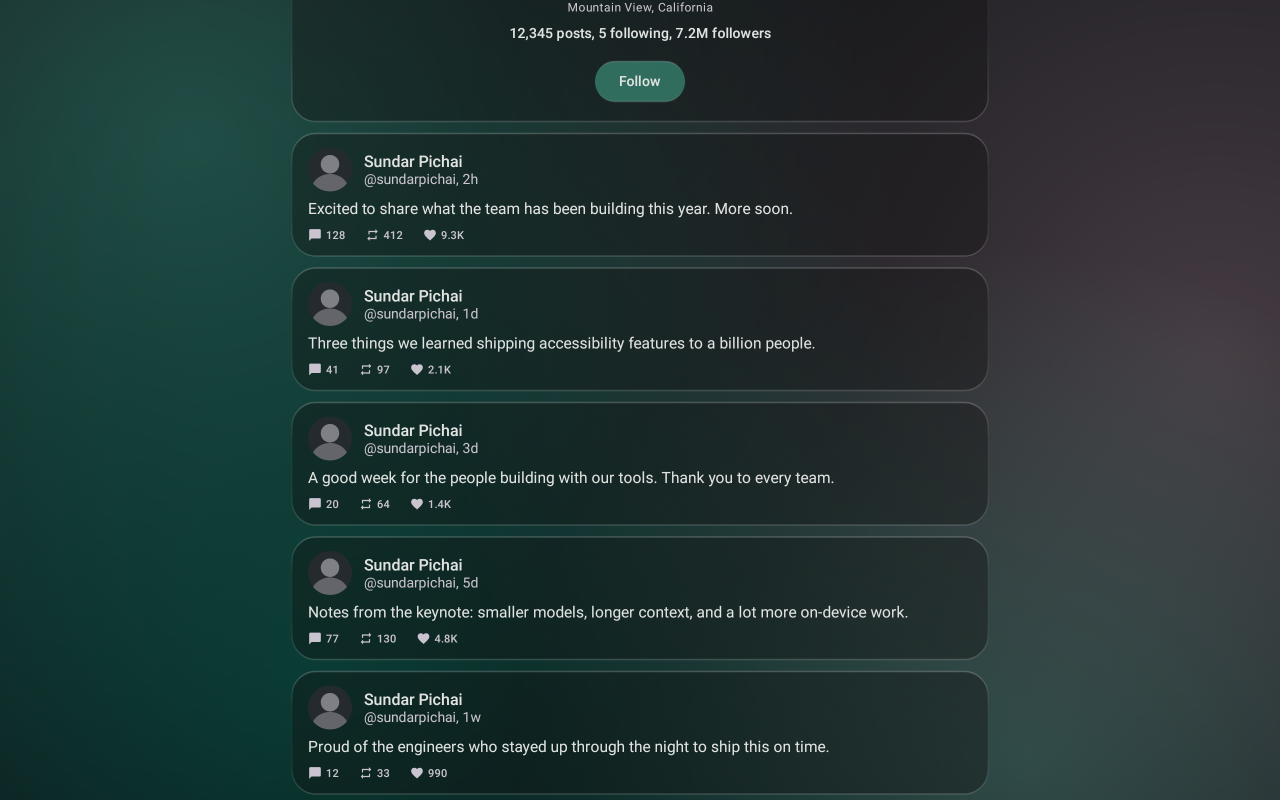 Mountain View, California
12,345 posts, 5 following, 7.2M followers
Follow
Sundar Pichai
@sundarpichai, 2h
Excited to share what the team has been building this year. More soon.
128 412 9.3K
Sundar Pichai
@sundarpichai, 1d
Three things we learned shipping accessibility features to a billion people.
41 97 2.1K
Sundar Pichai
@sundarpichai, 3d
A good week for the people building with our tools. Thank you to every team.
20 64 1.4K
Sundar Pichai
@sundarpichai, 5d
Notes from the keynote: smaller models, longer context, and a lot more on-device work.
77 130 4.8K
Sundar Pichai
@sundarpichai, 1w
Proud of the engineers who stayed up through the night to ship this on time.
12 33 990